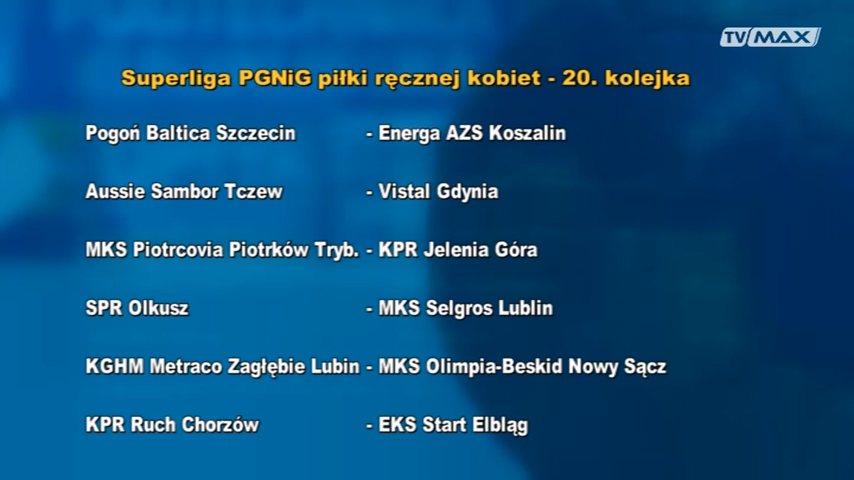 TV MAX
Superliga PGNiG piłki ręcznej kobiet - 20. kolejka
Pogoń Baltica Szczecin - Energa AZS Koszalin
Aussie Sambor Tczew - Vistal Gdynia
MKS Piotrcovia Piotrków Tryb. - KPR Jelenia Góra
SPR Olkusz - MKS Selgros Lublin
KGHM Metraco Zagłębie Lubin - MKS Olimpia-Beskid Nowy Sącz
KPR Ruch Chorzów - EKS Start Elbląg